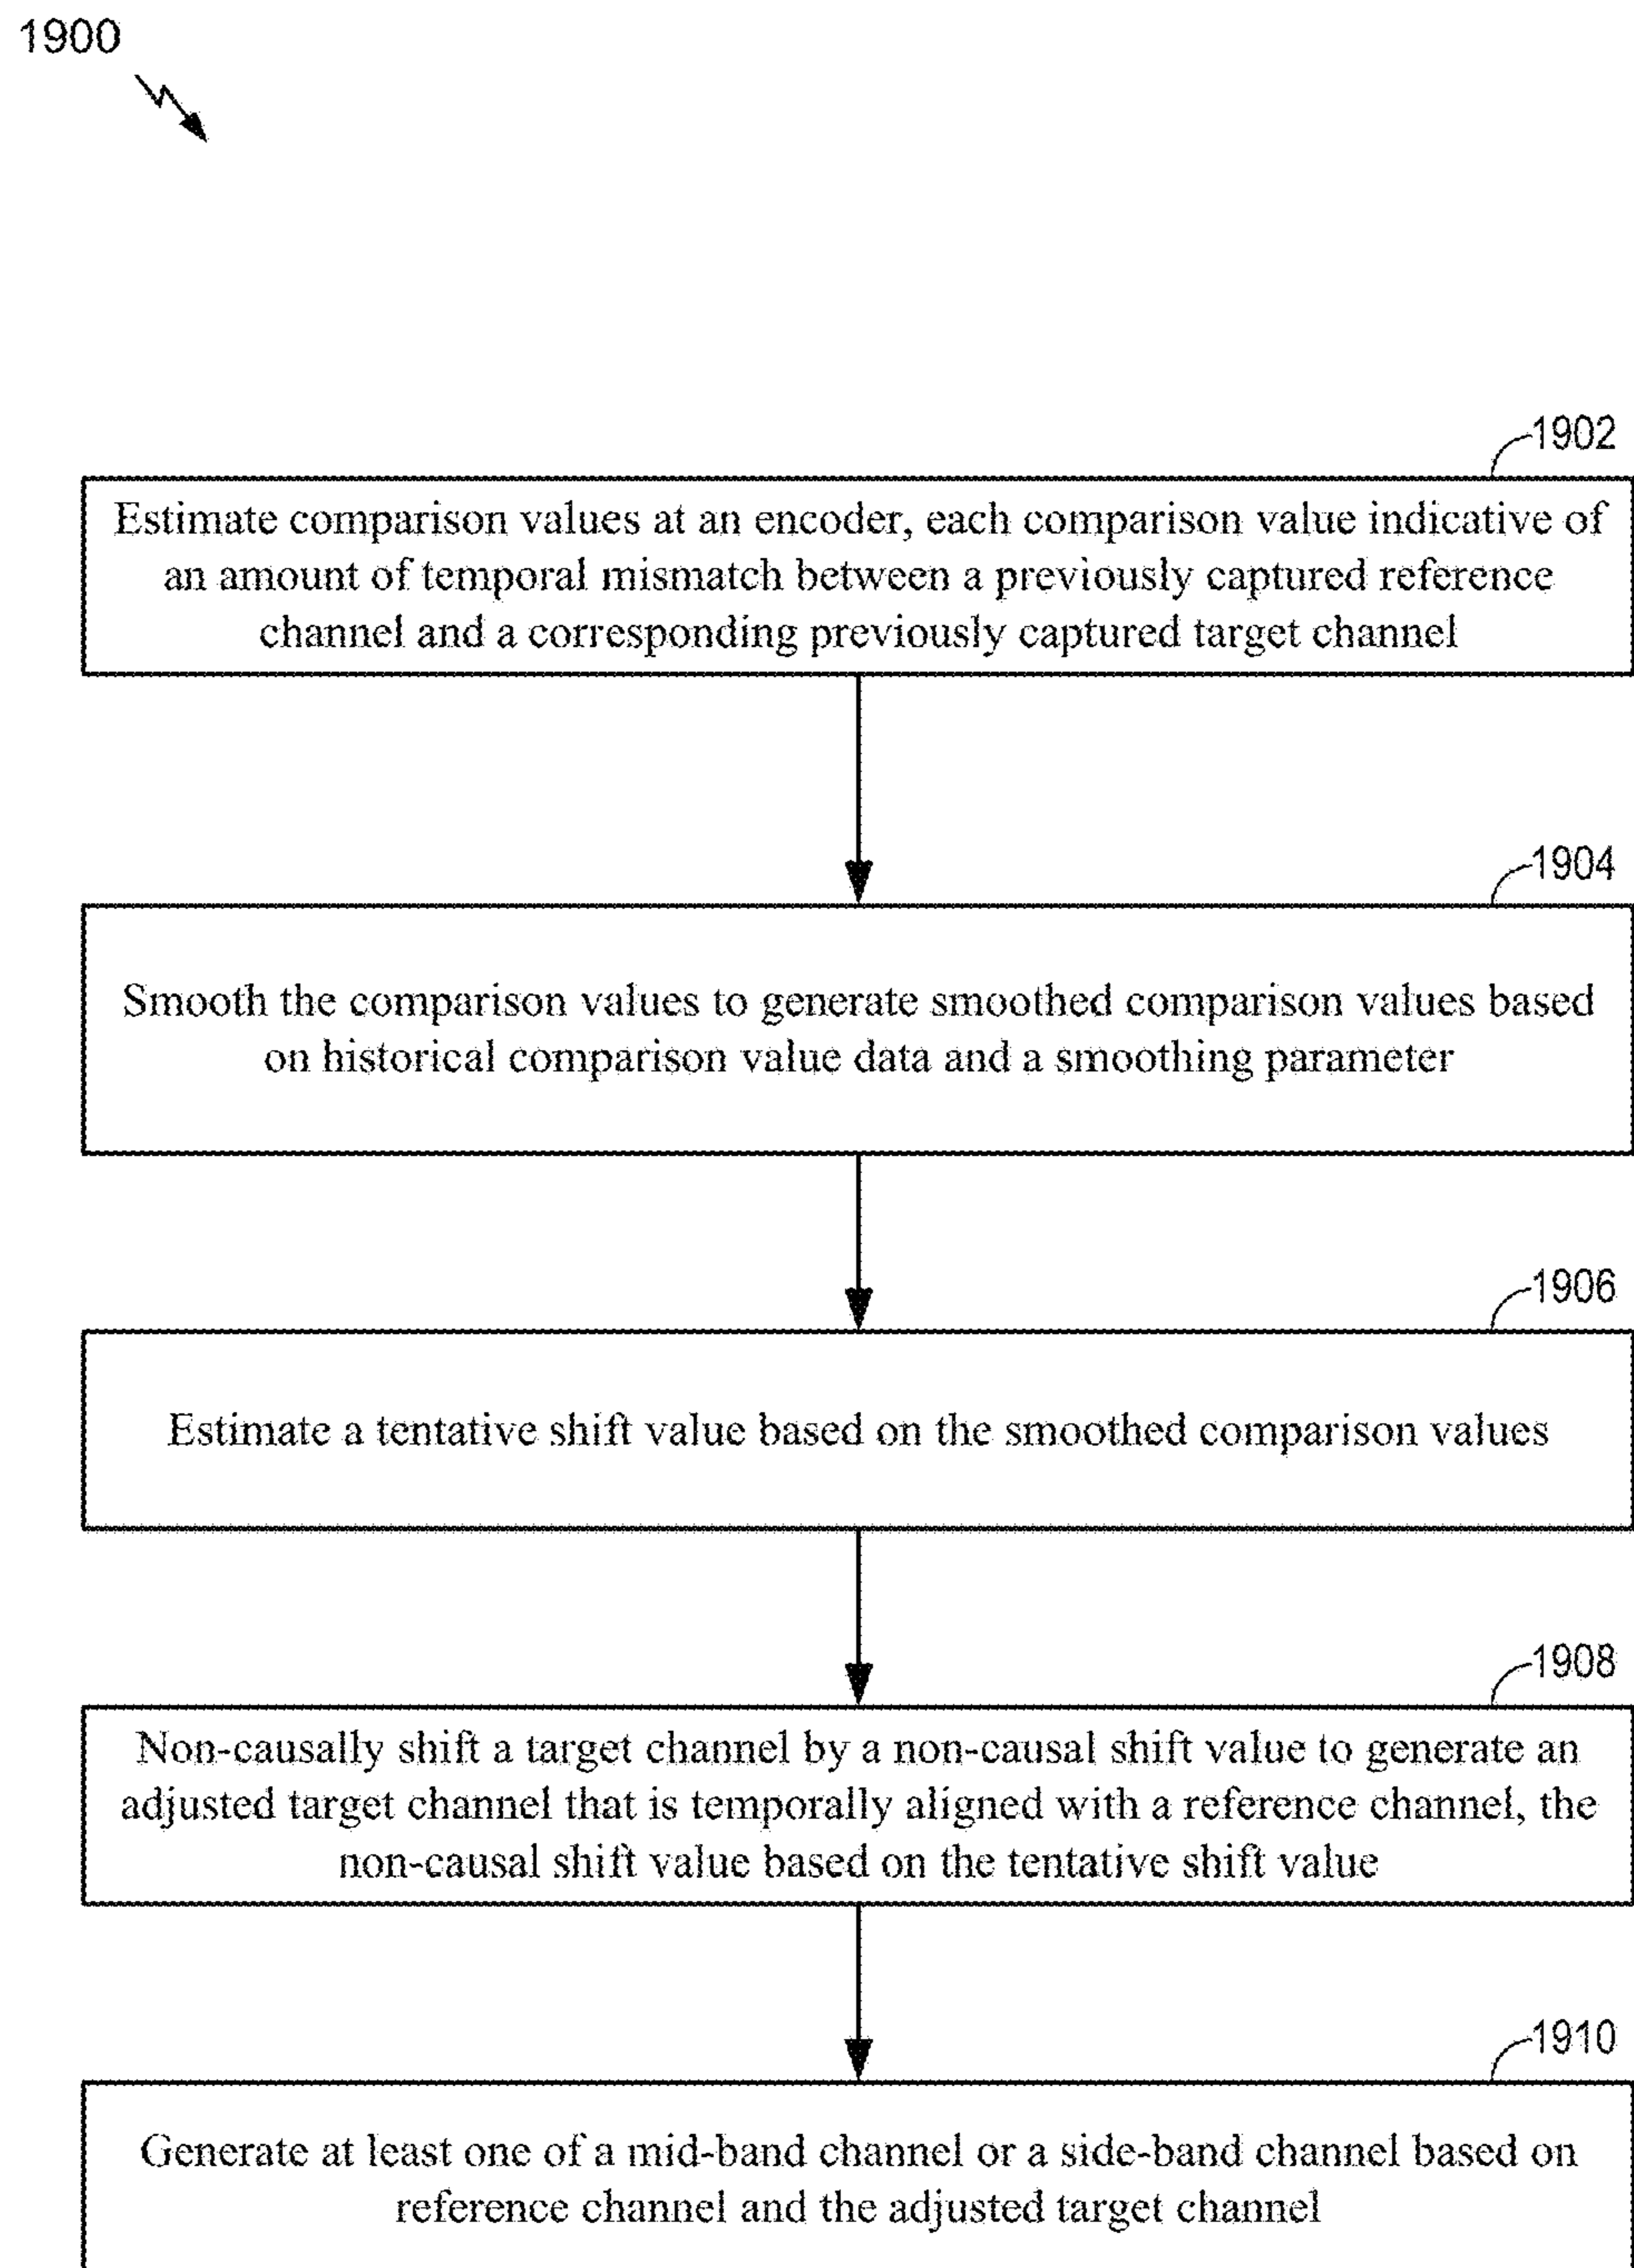 1900
1902
Estimate comparison values at an encoder, each comparison value indicative of
an amount of temporal mismatch between a previously captured reference
channel and a corresponding previously captured target channel
1904
Smooth the comparison values to generate smoothed comparison values based
on historical comparison value data and a smoothing parameter
1906
Estimate a tentative shift value based on the smoothed comparison values
1908
Non-causally shift a target channel by a non-causal shift value to generate an
adjusted target channel that is temporally aligned with a reference channel, the
non-causal shift value based on the tentative shift value
1910
Generate at least one of a mid-band channel or a side-band channel based on
reference channel and the adjusted target channel